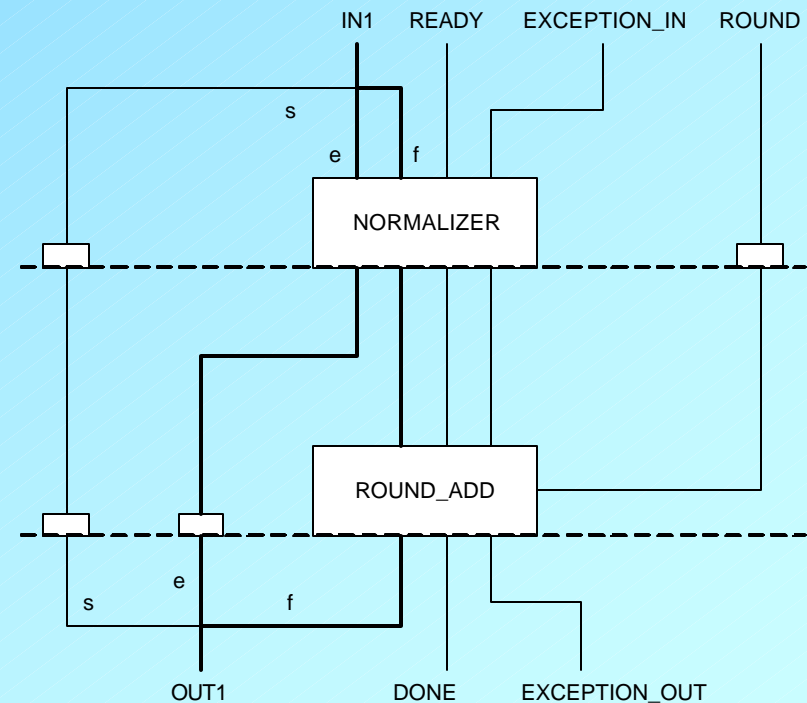 IN1 READY EXCEPTION_IN ROUND
s
e f
NORMALIZER
ROUND_ADD
e
s f
OUT1 DONE EXCEPTION_OUT